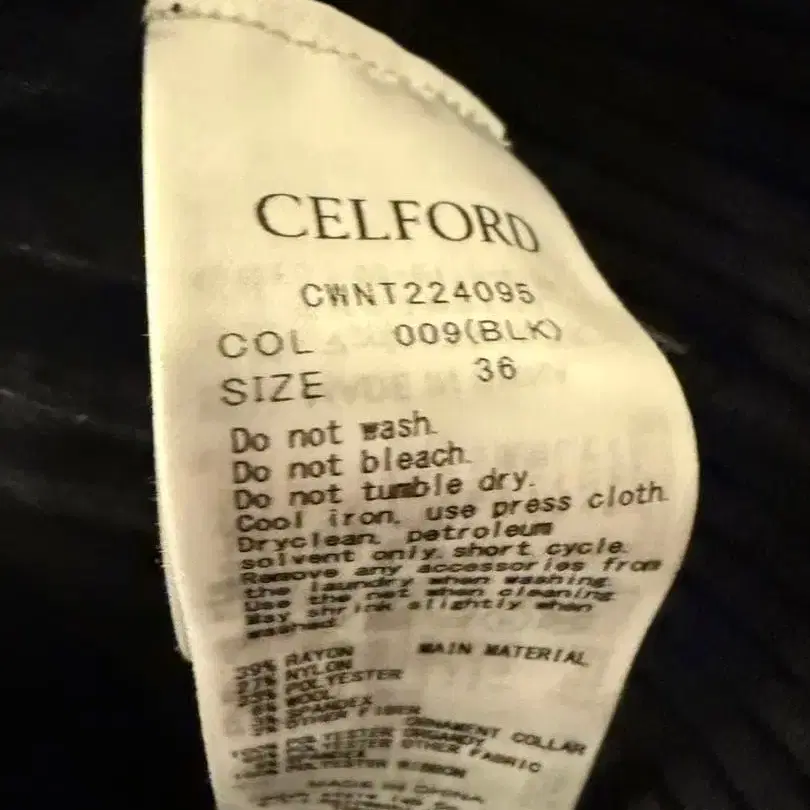 CELFORD
CWNT224095
COL 009(BLK)
SIZE 36
Do not wash.
Do not bleach.
Do not tumble dry.
Cool iron, use press cloth.
Dryclean, petroleum
solvent only, short cycle.
Remove any accessories from
the laundry when washing.
Use the net when cleaning
May shrink slightly when
washed.
MAIN MATERIAL
39% RAYON
27% NYLON
POLYESTER
WOOL
SPANDEX
OTHER FIBER
ORNAMENT COLLAR
POLYESTER ORGANDY
POLYESTER OTHER FABRIC
SPANDEX
POLYESTER RIBBON
MADE IN CHINA